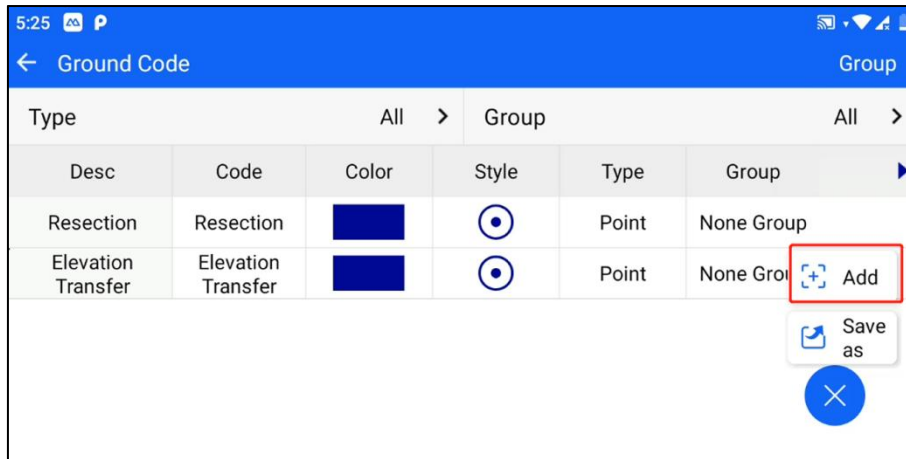 5:25
Ground Code Group
Type All Group All
Desc Code Color Style Type Group
Resection Resection Point None Group
Elevation Transfer Elevation Transfer Point None Grou
Add
Save as